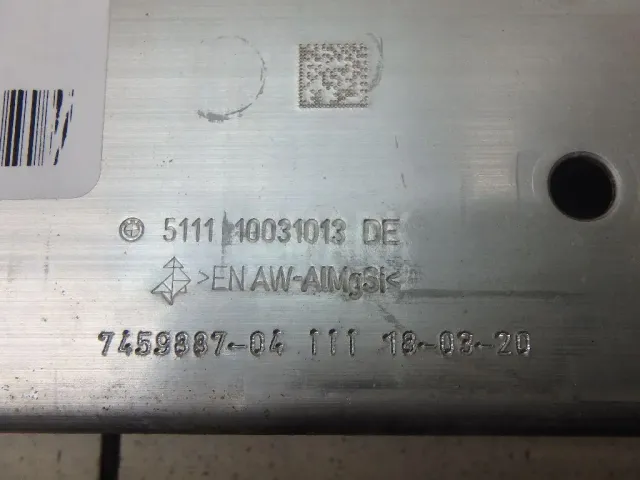 5111 10031013 DE
>EN AW-AlMgSi<
7459887-04 111 18-03-20